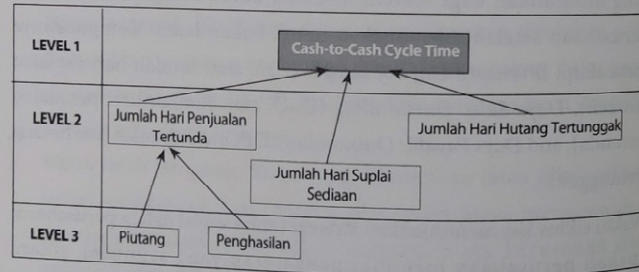 LEVEL 1
Cash-to-Cash Cycle Time
LEVEL 2
Jumlah Hari Penjualan
Tertunda
Jumlah Hari Hutang Tertunggak
Jumlah Hari Suplai
Sediaan
LEVEL 3
Piutang
Penghasilan